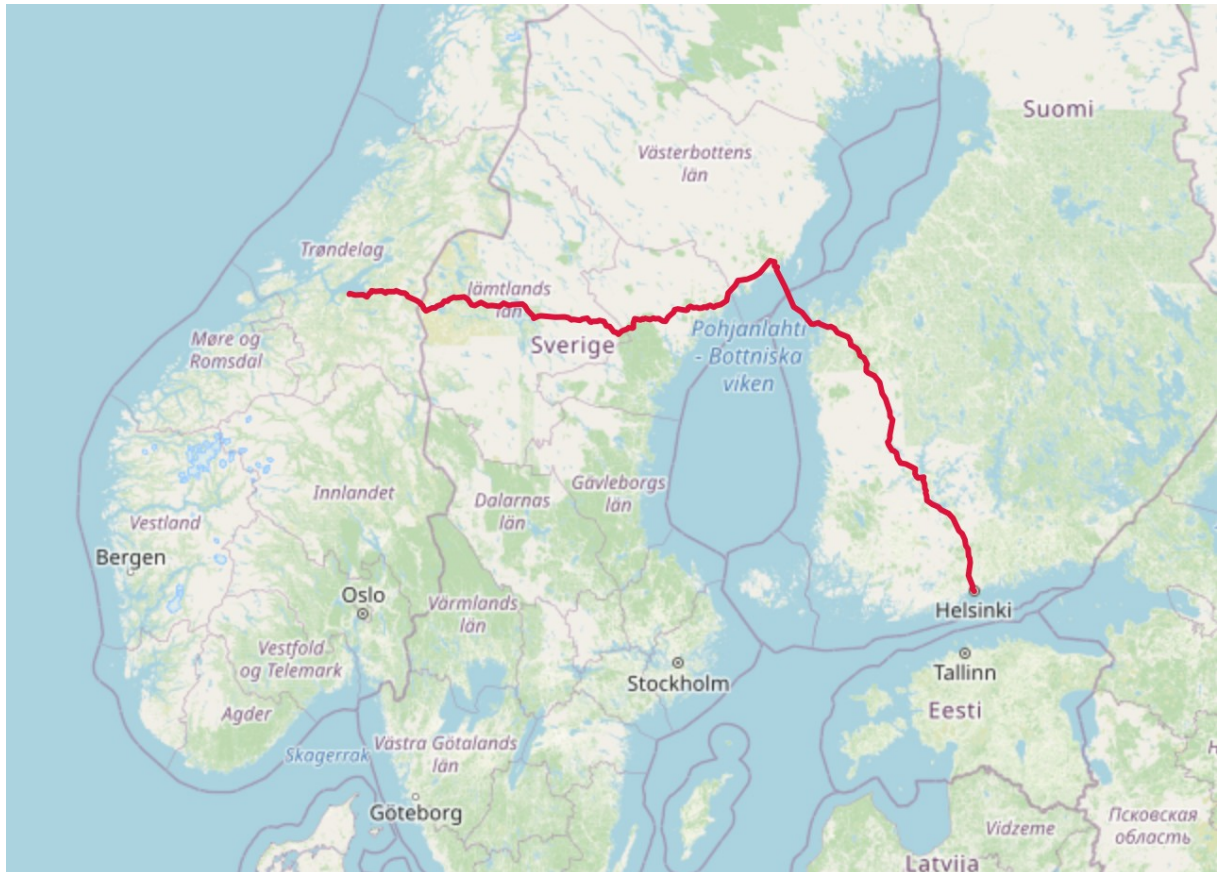 Suomi
Västerbottens
län
Trøndelag
Jämtlands
län
Pohjanlahti
- Bottniska
viken
Sverige
Møre og
Romsdal
Innlandet
Dalarnas
län
Gävleborgs
län
Vestland
Bergen
Oslo
Helsinki
Värmlands
län
Vestfold
og Telemark
Stockholm
Tallinn
Eesti
Agder
Skagerrak
Västra Götalands
län
Göteborg
Vidzeme
Псковская
область
Latvija